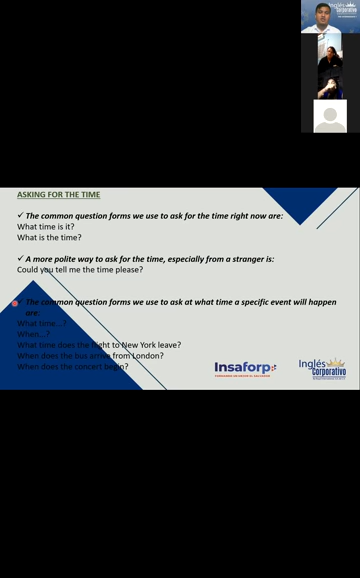 Inglés
Corporativo
ASKING FOR THE TIME
✓ The common question forms we use to ask for the time right now are:
What time is it?
What is the time?
✓ A more polite way to ask for the time, especially from a stranger is:
Could you tell me the time please?
✓ The common question forms we use to ask at what time a specific event will happen
are:
What time...?
When...?
What time does the flight to New York leave?
When does the bus arrive from London?
When does the concert begin?
Insaforp
Inglés
Corporativo